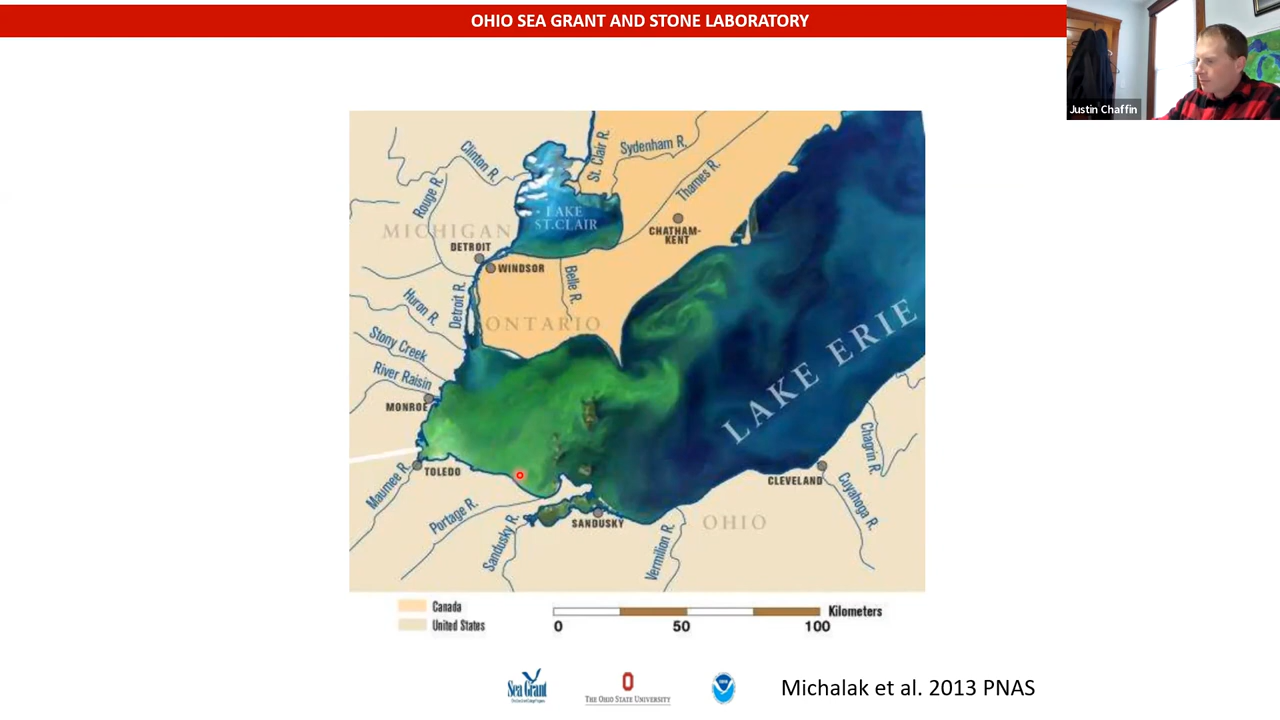 OHIO SEA GRANT AND STONE LABORATORY
Justin Chaffin
Clinton R.
St. Clair R.
Sydenham R.
Rouge R.
Thames R.
LAKE
ST. CLAIR
MICHIGAN
CHATHAM-
KENT
DETROIT
WINDSOR
Belle R.
Huron R.
Detroit R.
ONTARIO
Stony Creek
LAKE ERIE
River Raisin
MONROE
Chagrin R.
TOLEDO
Maumee R.
CLEVELAND
Cuyahoga R.
Portage R.
Sandusky R.
SANDUSKY
OHIO
Vermilion R.
Canada
United States
Kilometers
0 50 100
Sea Grant
THE OHIO STATE UNIVERSITY
Michalak et al. 2013 PNAS